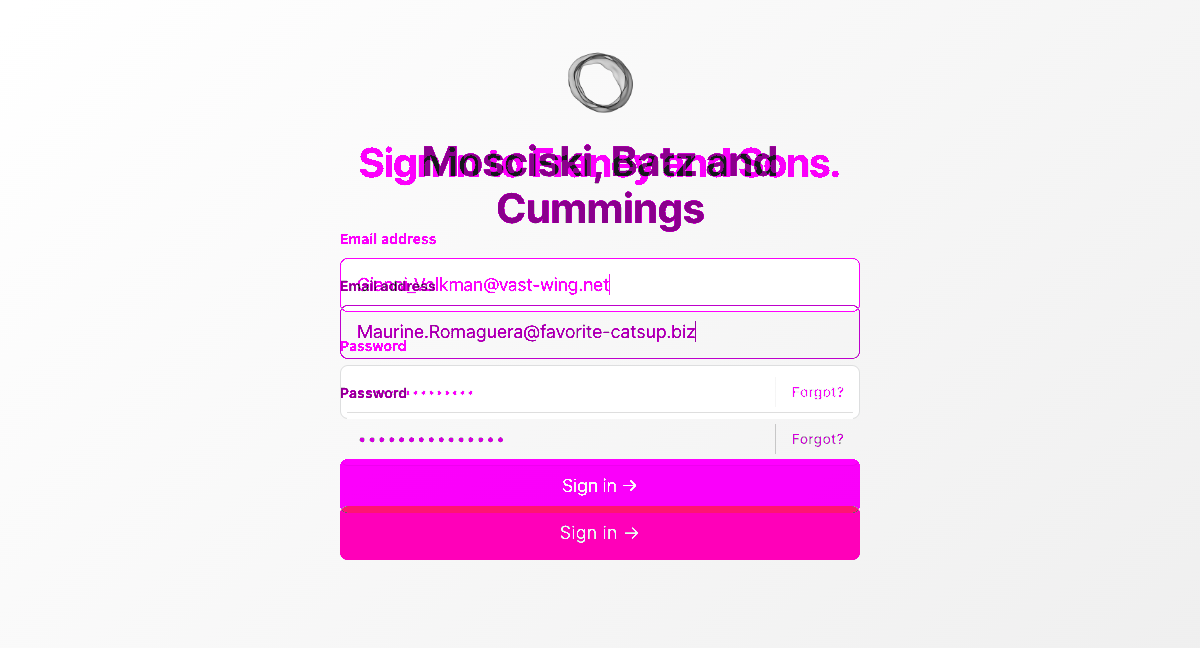 Sign in to Franey and Sons.
Mosciski, Batz and
Cummings
Email address
Gianni_Volkman@vast-wing.net
Email address
Maurine.Romaguera@favorite-catsup.biz
Password
Password
Forgot?
Forgot?
Sign in →
Sign in →